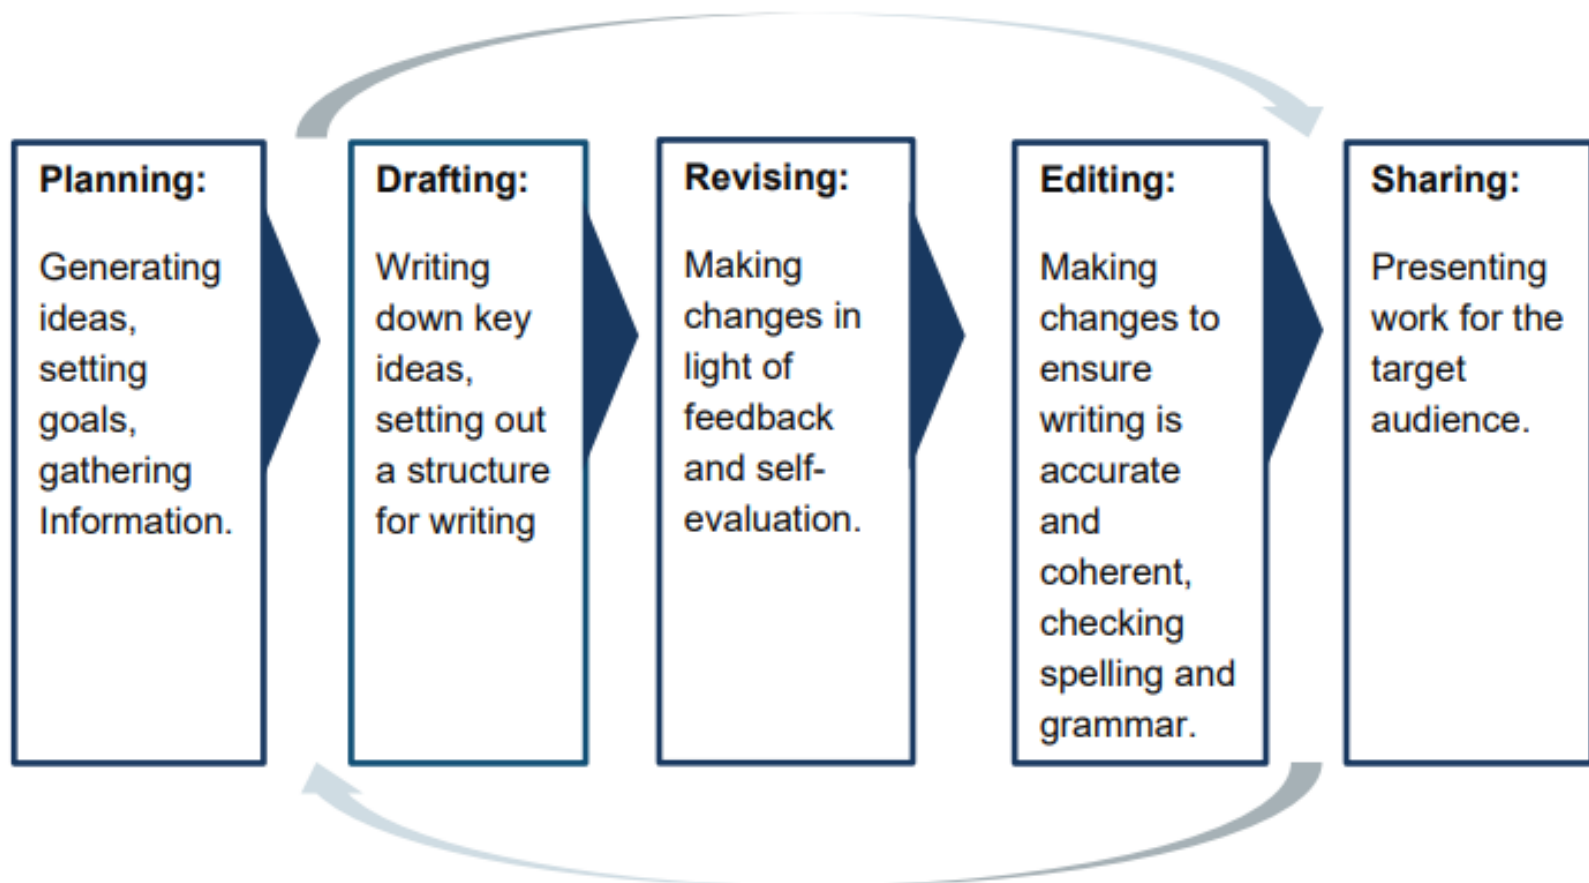 Planning:
Generating
ideas,
setting
goals,
gathering
Information.
Drafting:
Writing
down key
ideas,
setting out
a structure
for writing
Revising:
Making
changes in
light of
feedback
and self-
evaluation.
Editing:
Making
changes to
ensure
writing is
accurate
and
coherent,
checking
spelling and
grammar.
Sharing:
Presenting
work for the
target
audience.